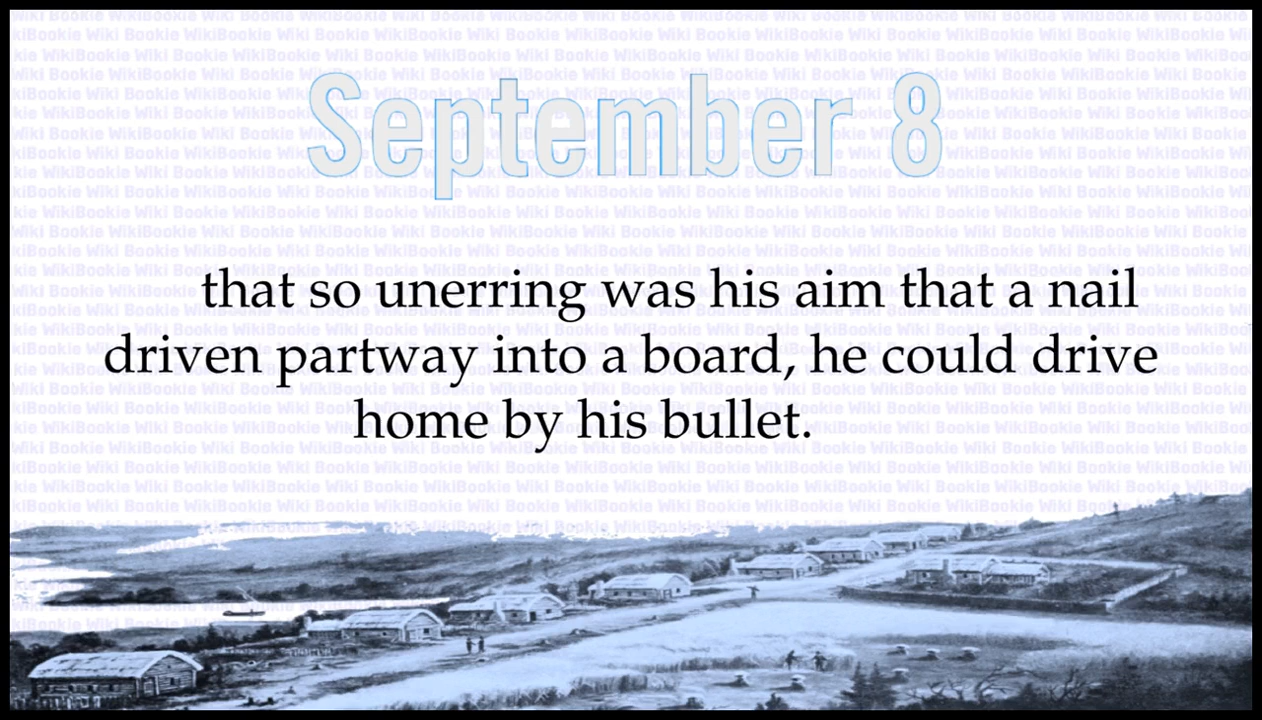 September 8
that so unerring was his aim that a nail
driven partway into a board, he could drive
home by his bullet.